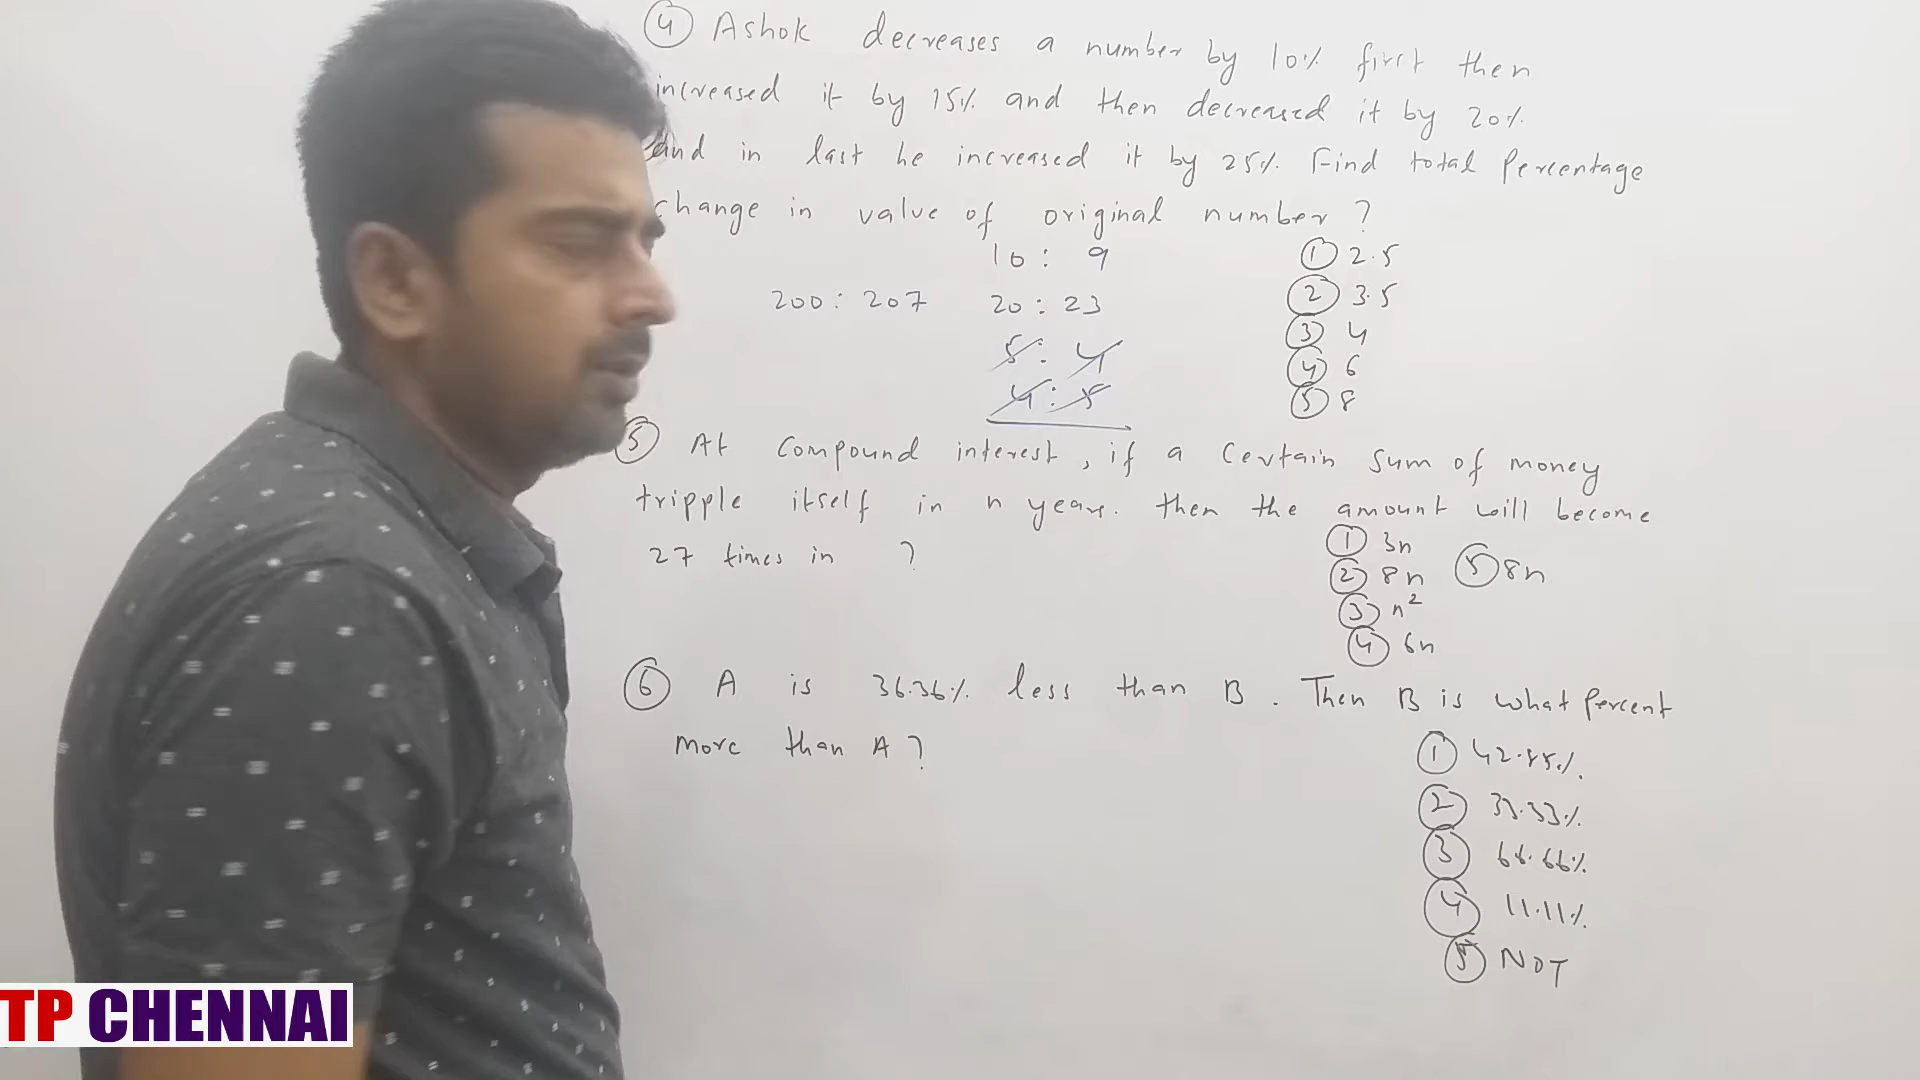 ④ Ashok decreases a number by 10% first then
increased it by 15% and then decreased it by 20%
and in last he increased it by 25%. Find total Percentage
change in value of original number ?
10 : 9
① 2.5
200 : 207
20 : 23
② 3.5
5 : 4
③ 4
④ 6
4 : 5
⑤ 8
⑤ At Compound interest, if a Certain Sum of money
tripple itself in n years. then the amount will become
27 times in ?
① 3n
② 8n
⑤ 8n
③ n²
④ 6n
⑥ A is 36.36% less than B. Then B is what Percent
more than A ?
① 42.85%.
② 33.33%.
③ 66.66%.
④ 11.11%.
⑤ NOT
TP CHENNAI